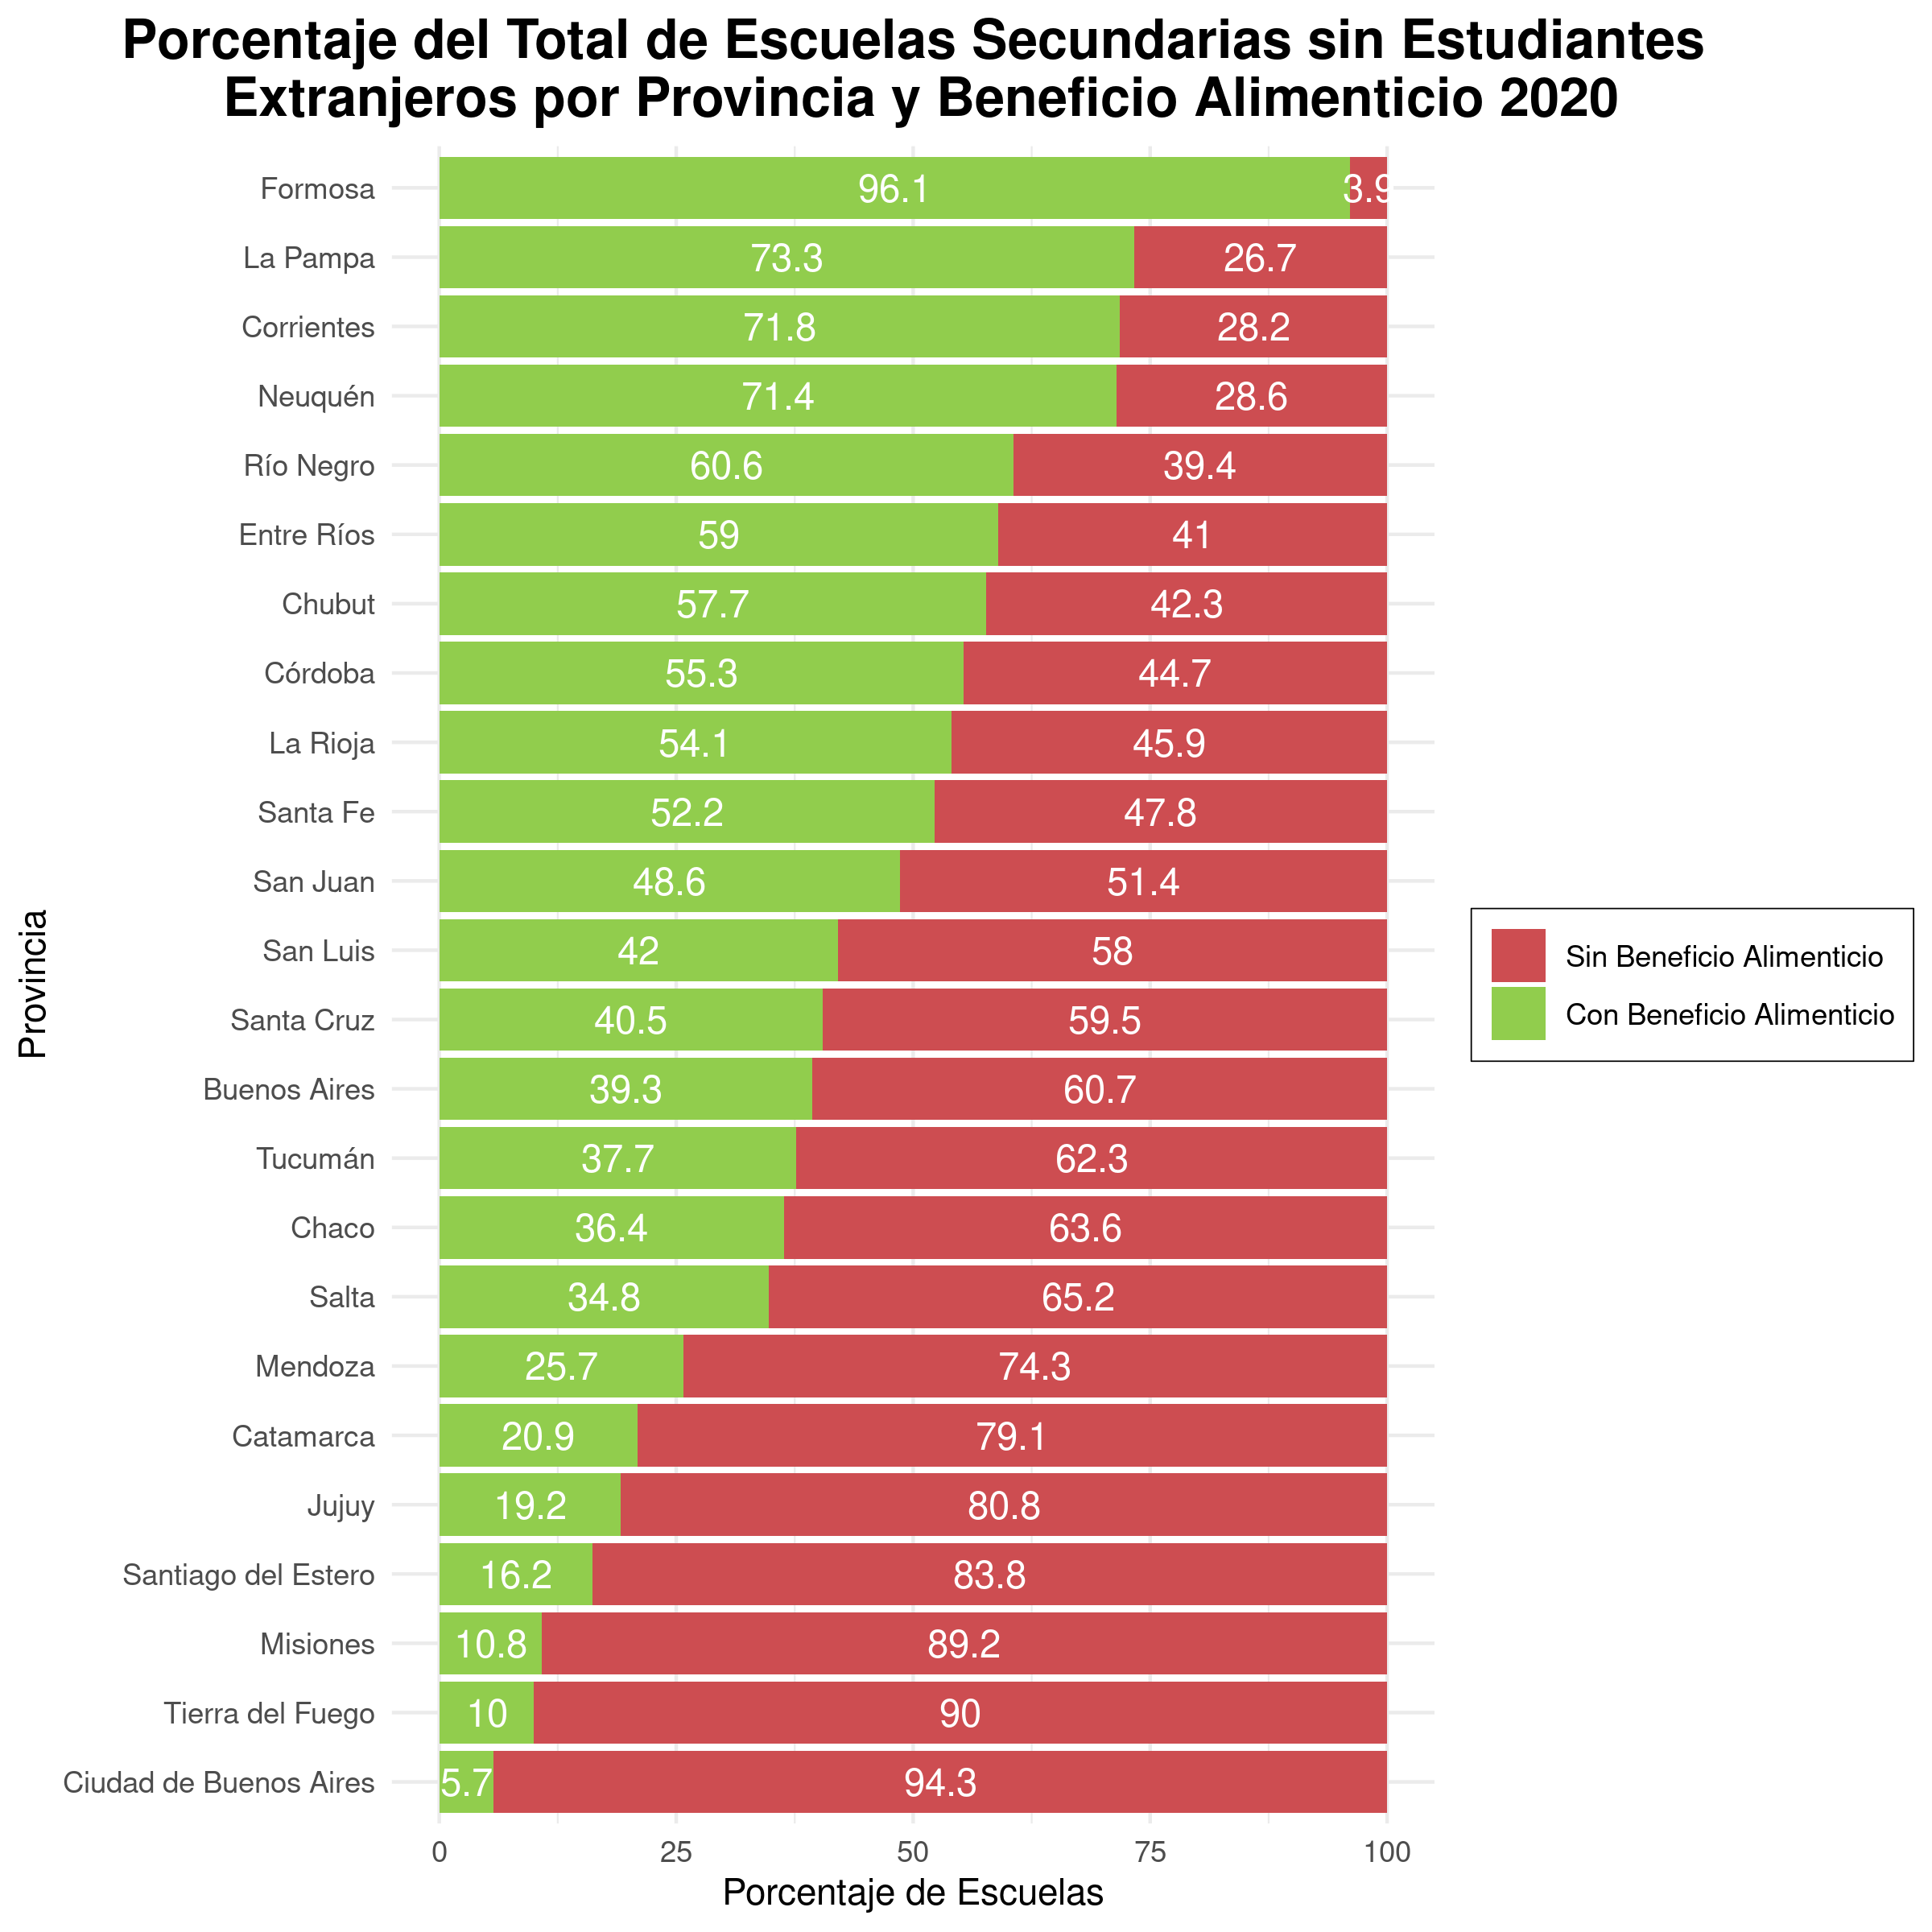 Porcentaje del Total de Escuelas Secundarias sin Estudiantes
Extranjeros por Provincia y Beneficio Alimenticio 2020
Formosa 96.1 3.9
La Pampa 73.3 26.7
Corrientes 71.8 28.2
Neuquén 71.4 28.6
Río Negro 60.6 39.4
Entre Ríos 59 41
Chubut 57.7 42.3
Córdoba 55.3 44.7
La Rioja 54.1 45.9
Santa Fe 52.2 47.8
San Juan 48.6 51.4
San Luis 42 58
Santa Cruz 40.5 59.5
Buenos Aires 39.3 60.7
Tucumán 37.7 62.3
Chaco 36.4 63.6
Salta 34.8 65.2
Mendoza 25.7 74.3
Catamarca 20.9 79.1
Jujuy 19.2 80.8
Santiago del Estero 16.2 83.8
Misiones 10.8 89.2
Tierra del Fuego 10 90
Ciudad de Buenos Aires 5.7 94.3
0 25 50 75 100
Porcentaje de Escuelas
Provincia
Sin Beneficio Alimenticio
Con Beneficio Alimenticio